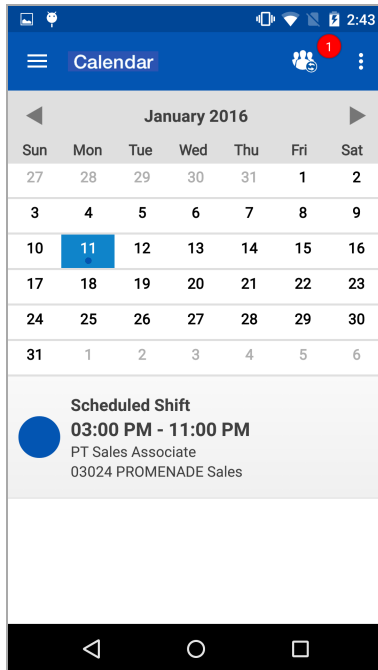 2:43
Calendar
1
January 2016
Sun Mon Tue Wed Thu Fri Sat
27 28 29 30 31 1 2
3 4 5 6 7 8 9
10 11 12 13 14 15 16
17 18 19 20 21 22 23
24 25 26 27 28 29 30
31 1 2 3 4 5 6
Scheduled Shift
03:00 PM - 11:00 PM
PT Sales Associate
03024 PROMENADE Sales